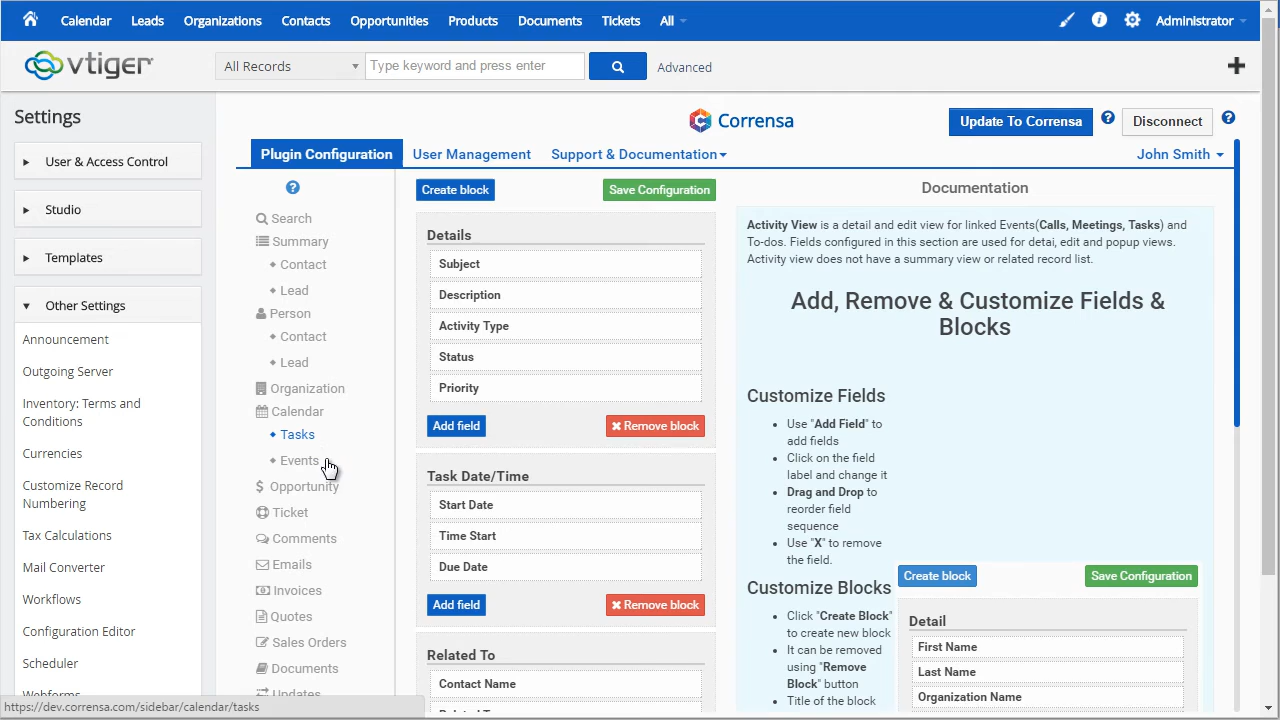 Calendar Leads Organizations Contacts Opportunities Products Documents Tickets All Administrator
vtiger All Records Type keyword and press enter Advanced
Settings
User & Access Control
Studio
Templates
Other Settings
Announcement
Outgoing Server
Inventory: Terms and
Conditions
Currencies
Customize Record
Numbering
Tax Calculations
Mail Converter
Workflows
Configuration Editor
Scheduler
Webforms
Corrensa Update To Corrensa ? Disconnect ?
Plugin Configuration User Management Support & Documentation John Smith
?
Search
Summary
Contact
Lead
Person
Contact
Lead
Organization
Calendar
Tasks
Events
Opportunity
Ticket
Comments
Emails
Invoices
Quotes
Sales Orders
Documents
Updates
Create block Save Configuration
Details
Subject
Description
Activity Type
Status
Priority
Add field Remove block
Task Date/Time
Start Date
Time Start
Due Date
Add field Remove block
Related To
Contact Name
Documentation
Activity View is a detail and edit view for linked Events(Calls, Meetings, Tasks) and
To-dos. Fields configured in this section are used for detai, edit and popup views.
Activity view does not have a summary view or related record list.
Add, Remove & Customize Fields &
Blocks
Customize Fields
Use "Add Field" to
add fields
Click on the field
label and change it
Drag and Drop to
reorder field
sequence
Use "X" to remove
the field.
Customize Blocks
Click "Create Block"
to create new block
It can be removed
using "Remove
Block" button
Title of the block
Create block Save Configuration
Detail
First Name
Last Name
Organization Name
https://dev.corrensa.com/sidebar/calendar/tasks